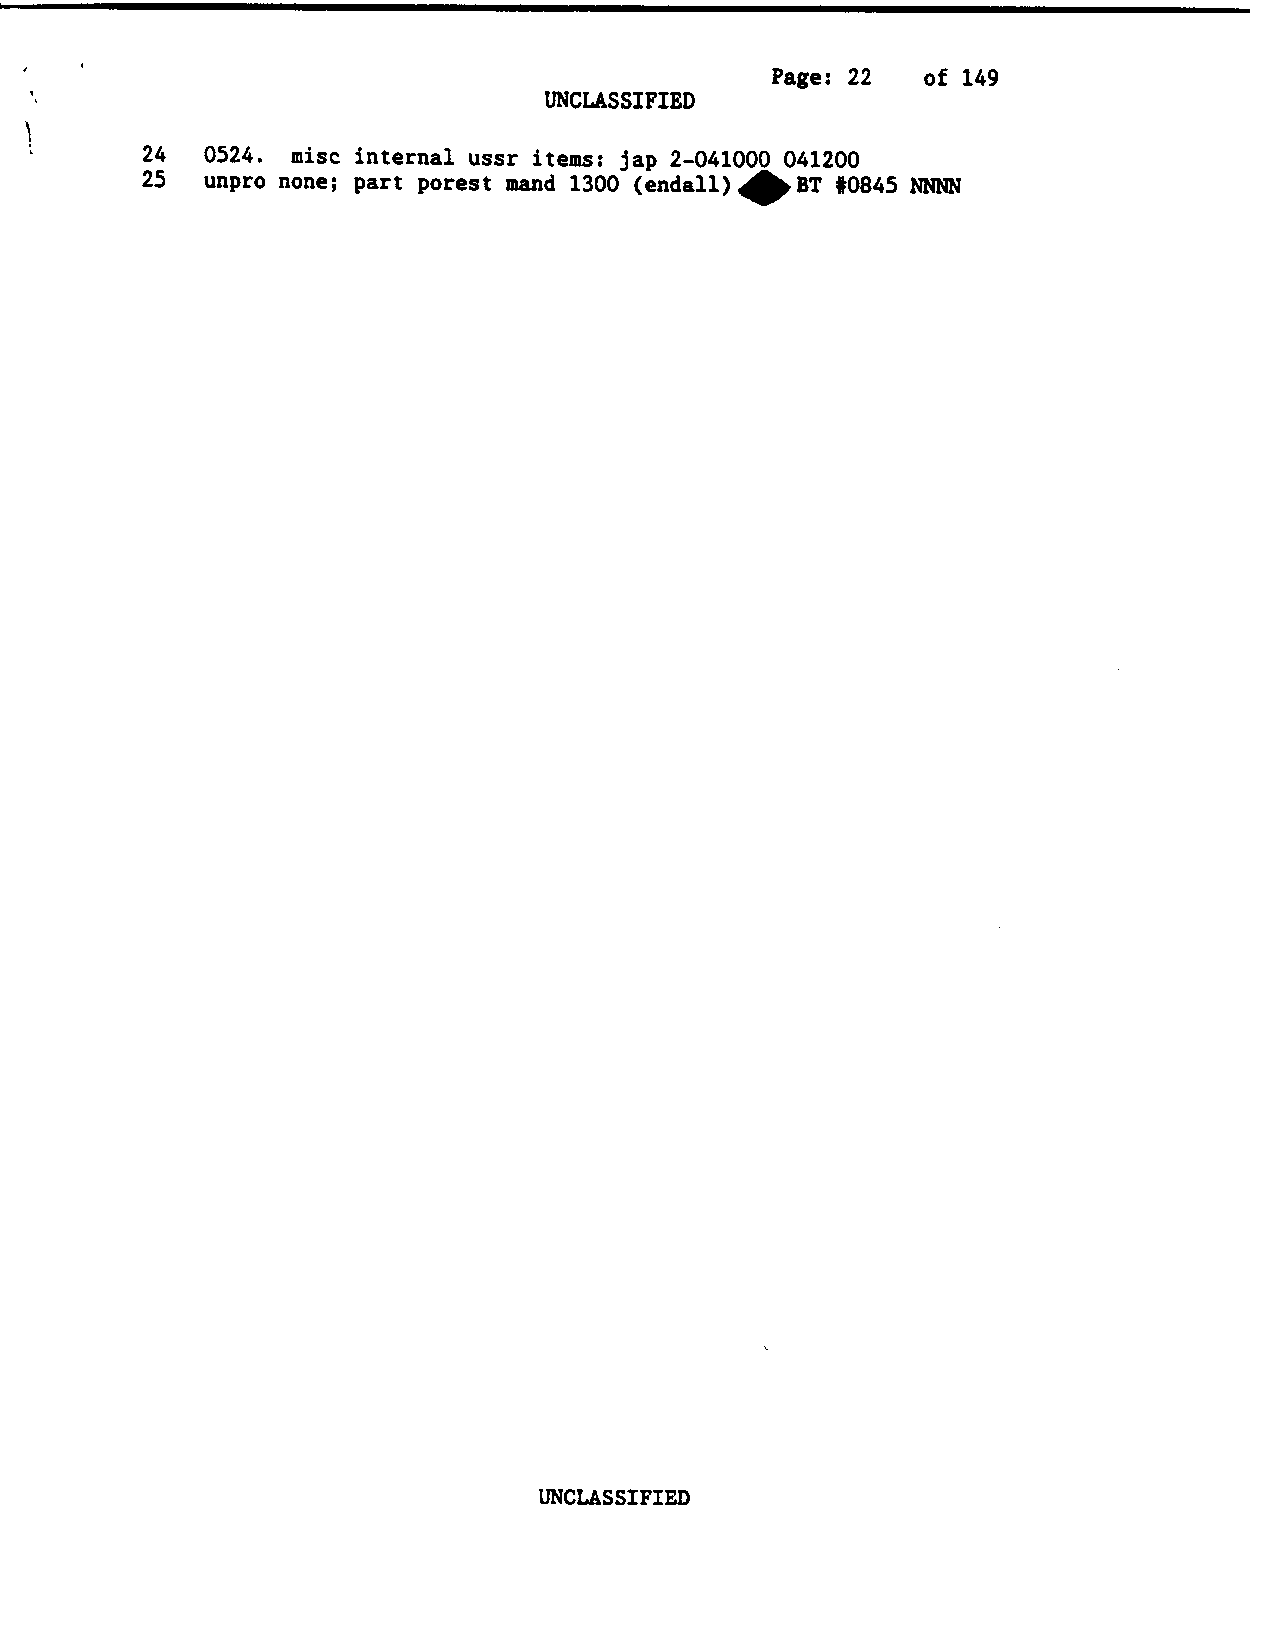 Page: 22 of 149
UNCLASSIFIED
24 0524. misc internal ussr items: jap 2-041000 041200
25 unpro none; part porest mand 1300 (endall) BT #0845 NNNN
UNCLASSIFIED